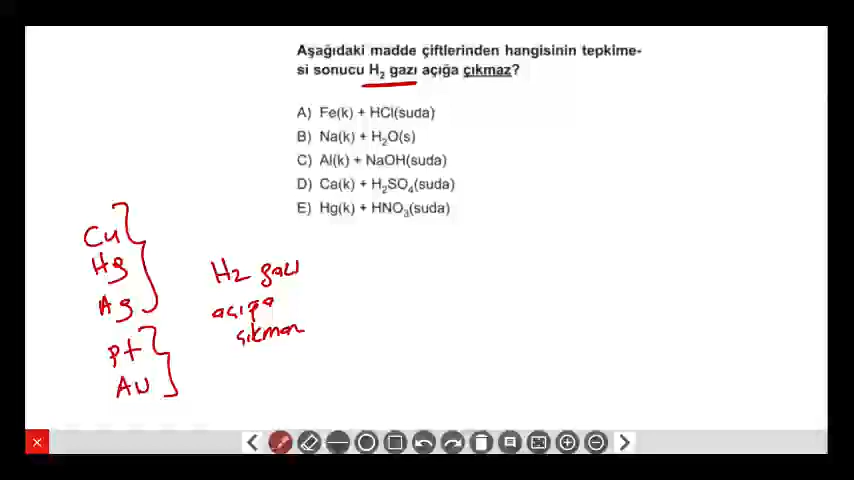 Aşağıdaki madde çiftlerinden hangisinin tepkime-
si sonucu H₂ gazı açığa çıkmaz?
A) Fe(k) + HCl(suda)
B) Na(k) + H₂O(s)
C) Al(k) + NaOH(suda)
D) Ca(k) + H₂SO₄(suda)
E) Hg(k) + HNO₃(suda)
Cu
Hg
Ag
pt
Au
H₂ gazı
açığa
çıkmaz